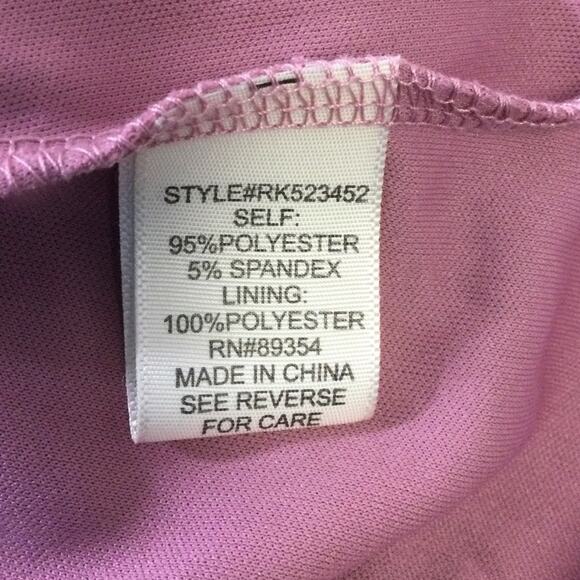 STYLE#RK523452
SELF:
95%POLYESTER
5% SPANDEX
LINING:
100%POLYESTER
RN#89354
MADE IN CHINA
SEE REVERSE
FOR CARE